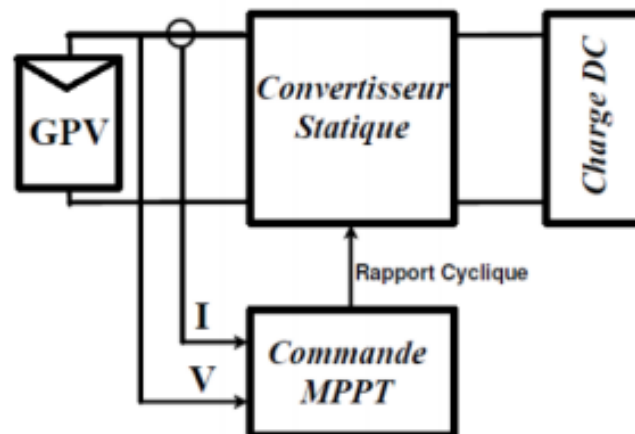 GPV
Convertisseur
Statique
Charge DC
Rapport Cyclique
I
V
Commande
MPPT